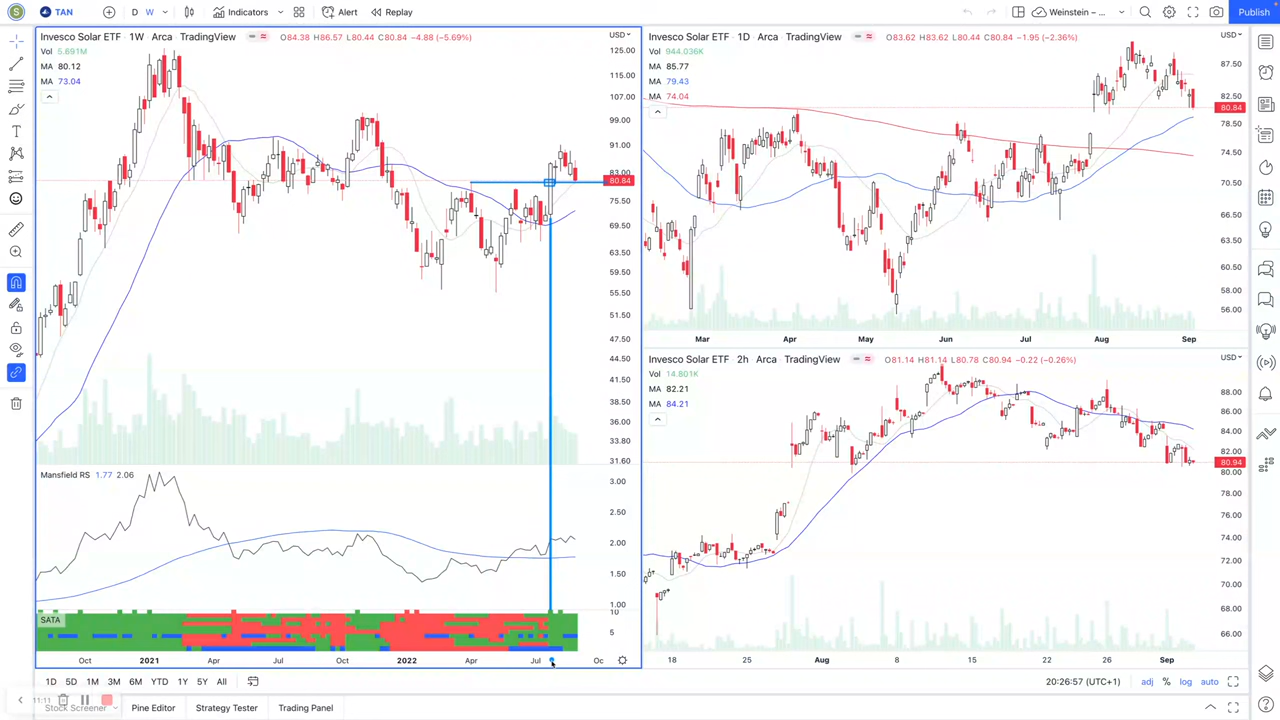 S TAN D W Indicators Alert Replay Weinstein – ... Publish
Invesco Solar ETF · 1W · Arca · TradingView O84.38 H86.57 L80.44 C80.84 −4.88 (−5.69%)
Vol 5.691M
MA 80.12
MA 73.04
USD
125.00
115.00
107.00
99.00
91.00
83.00
80.84
75.50
69.50
63.50
59.50
55.50
51.50
47.50
44.50
41.50
38.50
36.00
33.80
31.60
Mansfield RS 1.77 2.06
3.00
2.50
2.00
1.50
1.00
SATA
10
5
Oct 2021 Apr Jul Oct 2022 Apr Jul Oc
Invesco Solar ETF · 1D · Arca · TradingView O83.62 H83.62 L80.44 C80.84 −1.95 (−2.36%)
Vol 944.036K
MA 85.77
MA 79.43
MA 74.04
USD
87.50
82.50
80.84
78.50
74.50
70.50
66.50
63.50
60.50
58.00
56.00
Mar Apr May Jun Jul Aug Sep
Invesco Solar ETF · 2h · Arca · TradingView O81.14 H81.14 L80.78 C80.94 −0.22 (−0.26%)
Vol 14.801K
MA 82.21
MA 84.21
USD
88.00
86.00
84.00
82.00
80.94
80.00
78.00
76.00
74.00
72.00
70.00
68.00
66.00
18 25 Aug 8 15 22 26 Sep
1D 5D 1M 3M 6M YTD 1Y 5Y All 20:26:57 (UTC+1) adj % log auto
11:11
Stock Screener Pine Editor Strategy Tester Trading Panel